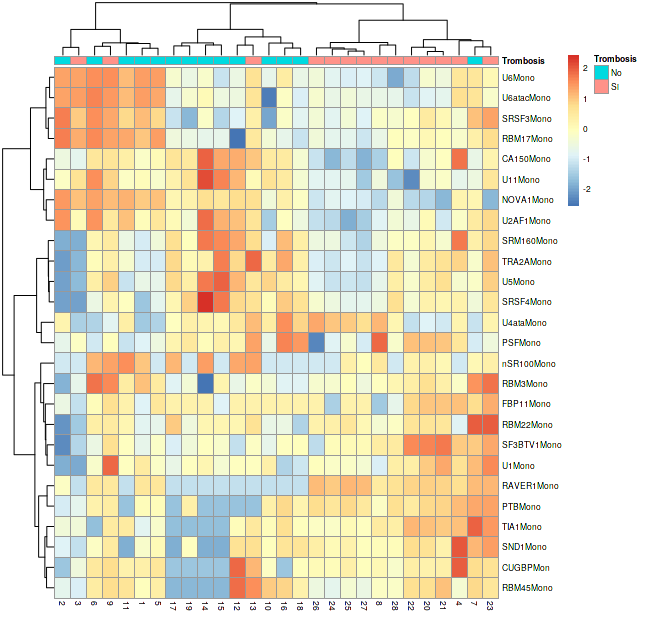 Trombosis
U6Mono
U6atacMono
SRSF3Mono
RBM17Mono
CA150Mono
U11Mono
NOVA1Mono
U2AF1Mono
SRM160Mono
TRA2AMono
U5Mono
SRSF4Mono
U4ataMono
PSFMono
nSR100Mono
RBM3Mono
FBP11Mono
RBM22Mono
SF3BTV1Mono
U1Mono
RAVER1Mono
PTBMono
TIA1Mono
SND1Mono
CUGBPMon
RBM45Mono
2 3 6 9 11 1 5 17 19 14 15 12 13 10 16 18 26 24 25 27 8 28 22 20 21 4 7 23
2
1
0
-1
-2
Trombosis
No
SI